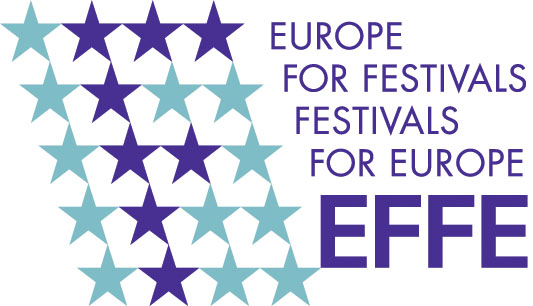 EUROPE
FOR FESTIVALS
FESTIVALS
FOR EUROPE
EFFE